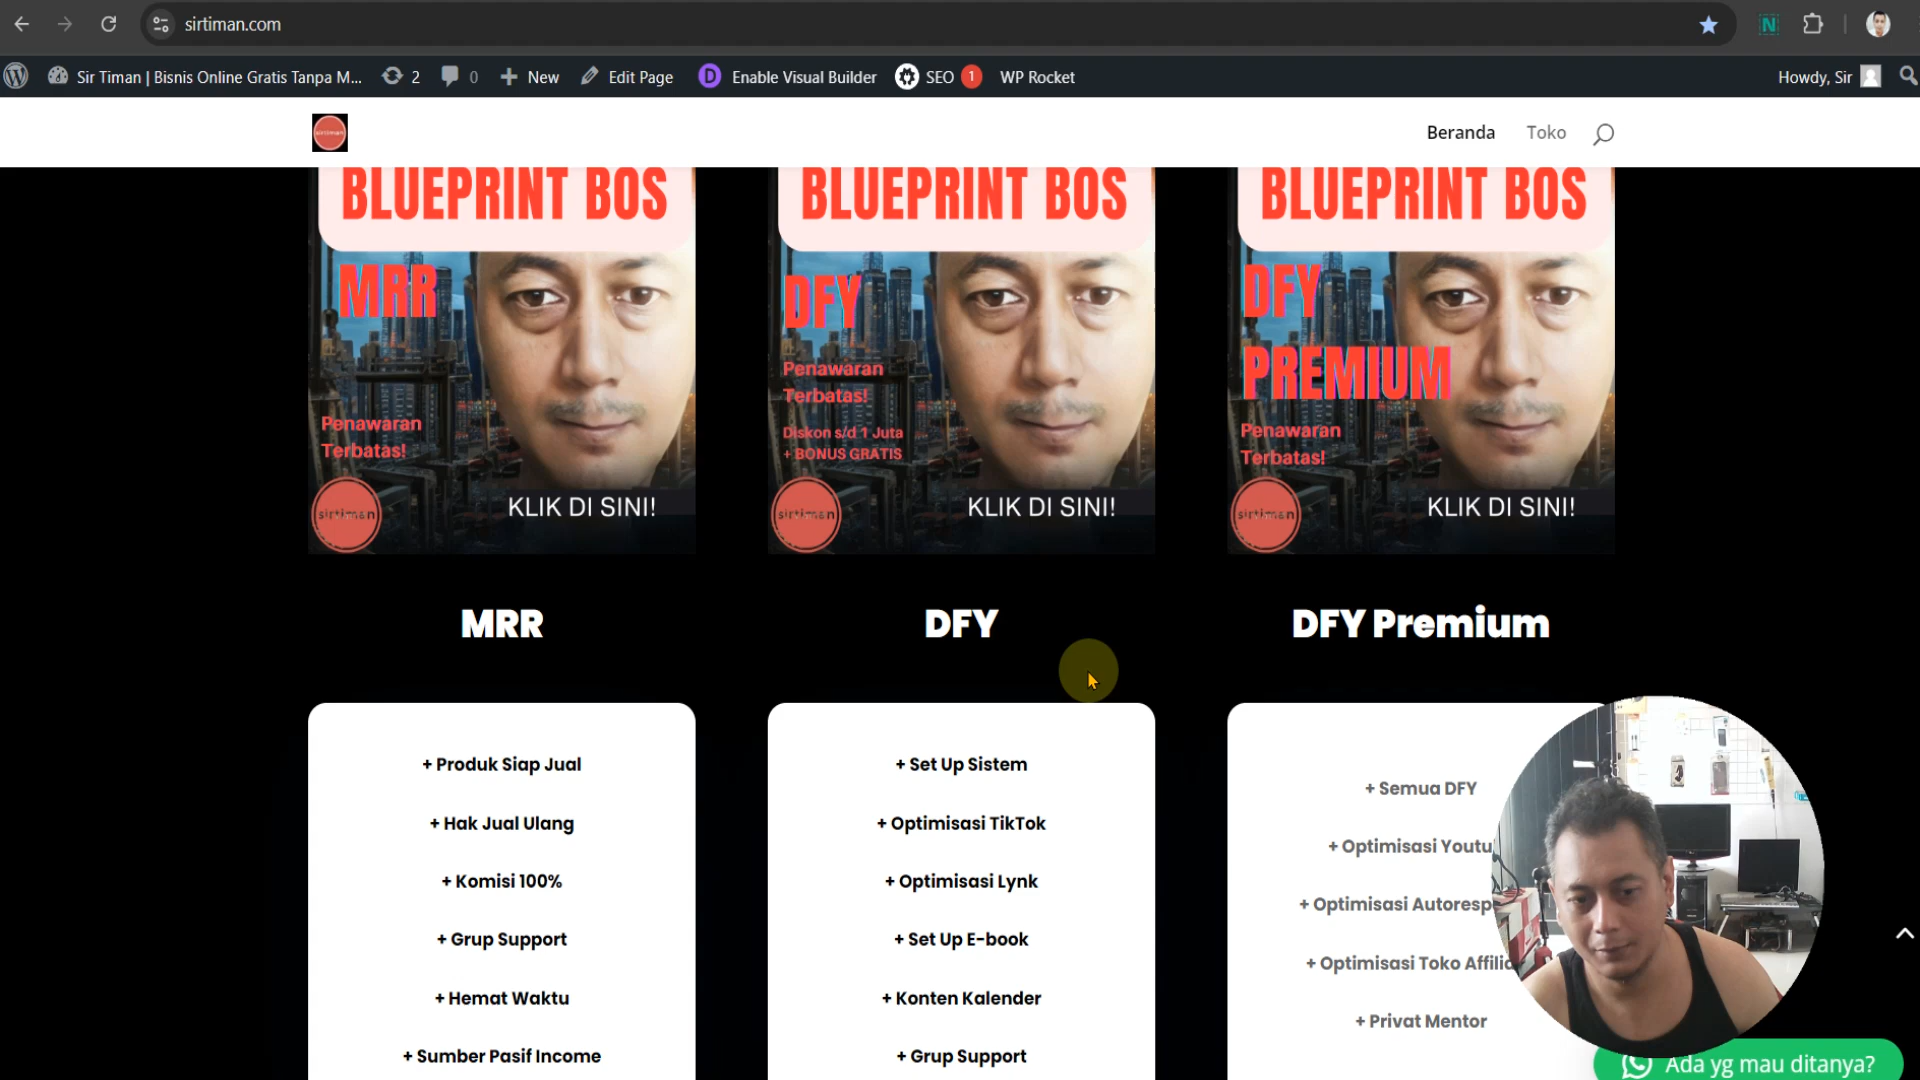 sirtiman.com
Sir Timan | Bisnis Online Gratis Tanpa M... 2 0 New Edit Page D Enable Visual Builder SEO 1 WP Rocket Howdy, Sir
sirtiman Beranda Toko
BLUEPRINT BOS
MRR
Penawaran
Terbatas!
sirtiman
KLIK DI SINI!
BLUEPRINT BOS
DFY
Penawaran
Terbatas!
Diskon s/d 1 Juta
+ BONUS GRATIS
sirtiman
KLIK DI SINI!
BLUEPRINT BOS
DFY
PREMIUM
Penawaran
Terbatas!
sirtiman
KLIK DI SINI!
MRR
+ Produk Siap Jual
+ Hak Jual Ulang
+ Komisi 100%
+ Grup Support
+ Hemat Waktu
+ Sumber Pasif Income
DFY
+ Set Up Sistem
+ Optimisasi TikTok
+ Optimisasi Lynk
+ Set Up E-book
+ Konten Kalender
+ Grup Support
DFY Premium
+ Semua DFY
+ Optimisasi Youtu
+ Optimisasi Autoresp
+ Optimisasi Toko Affili
+ Privat Mentor
Ada yg mau ditanya?